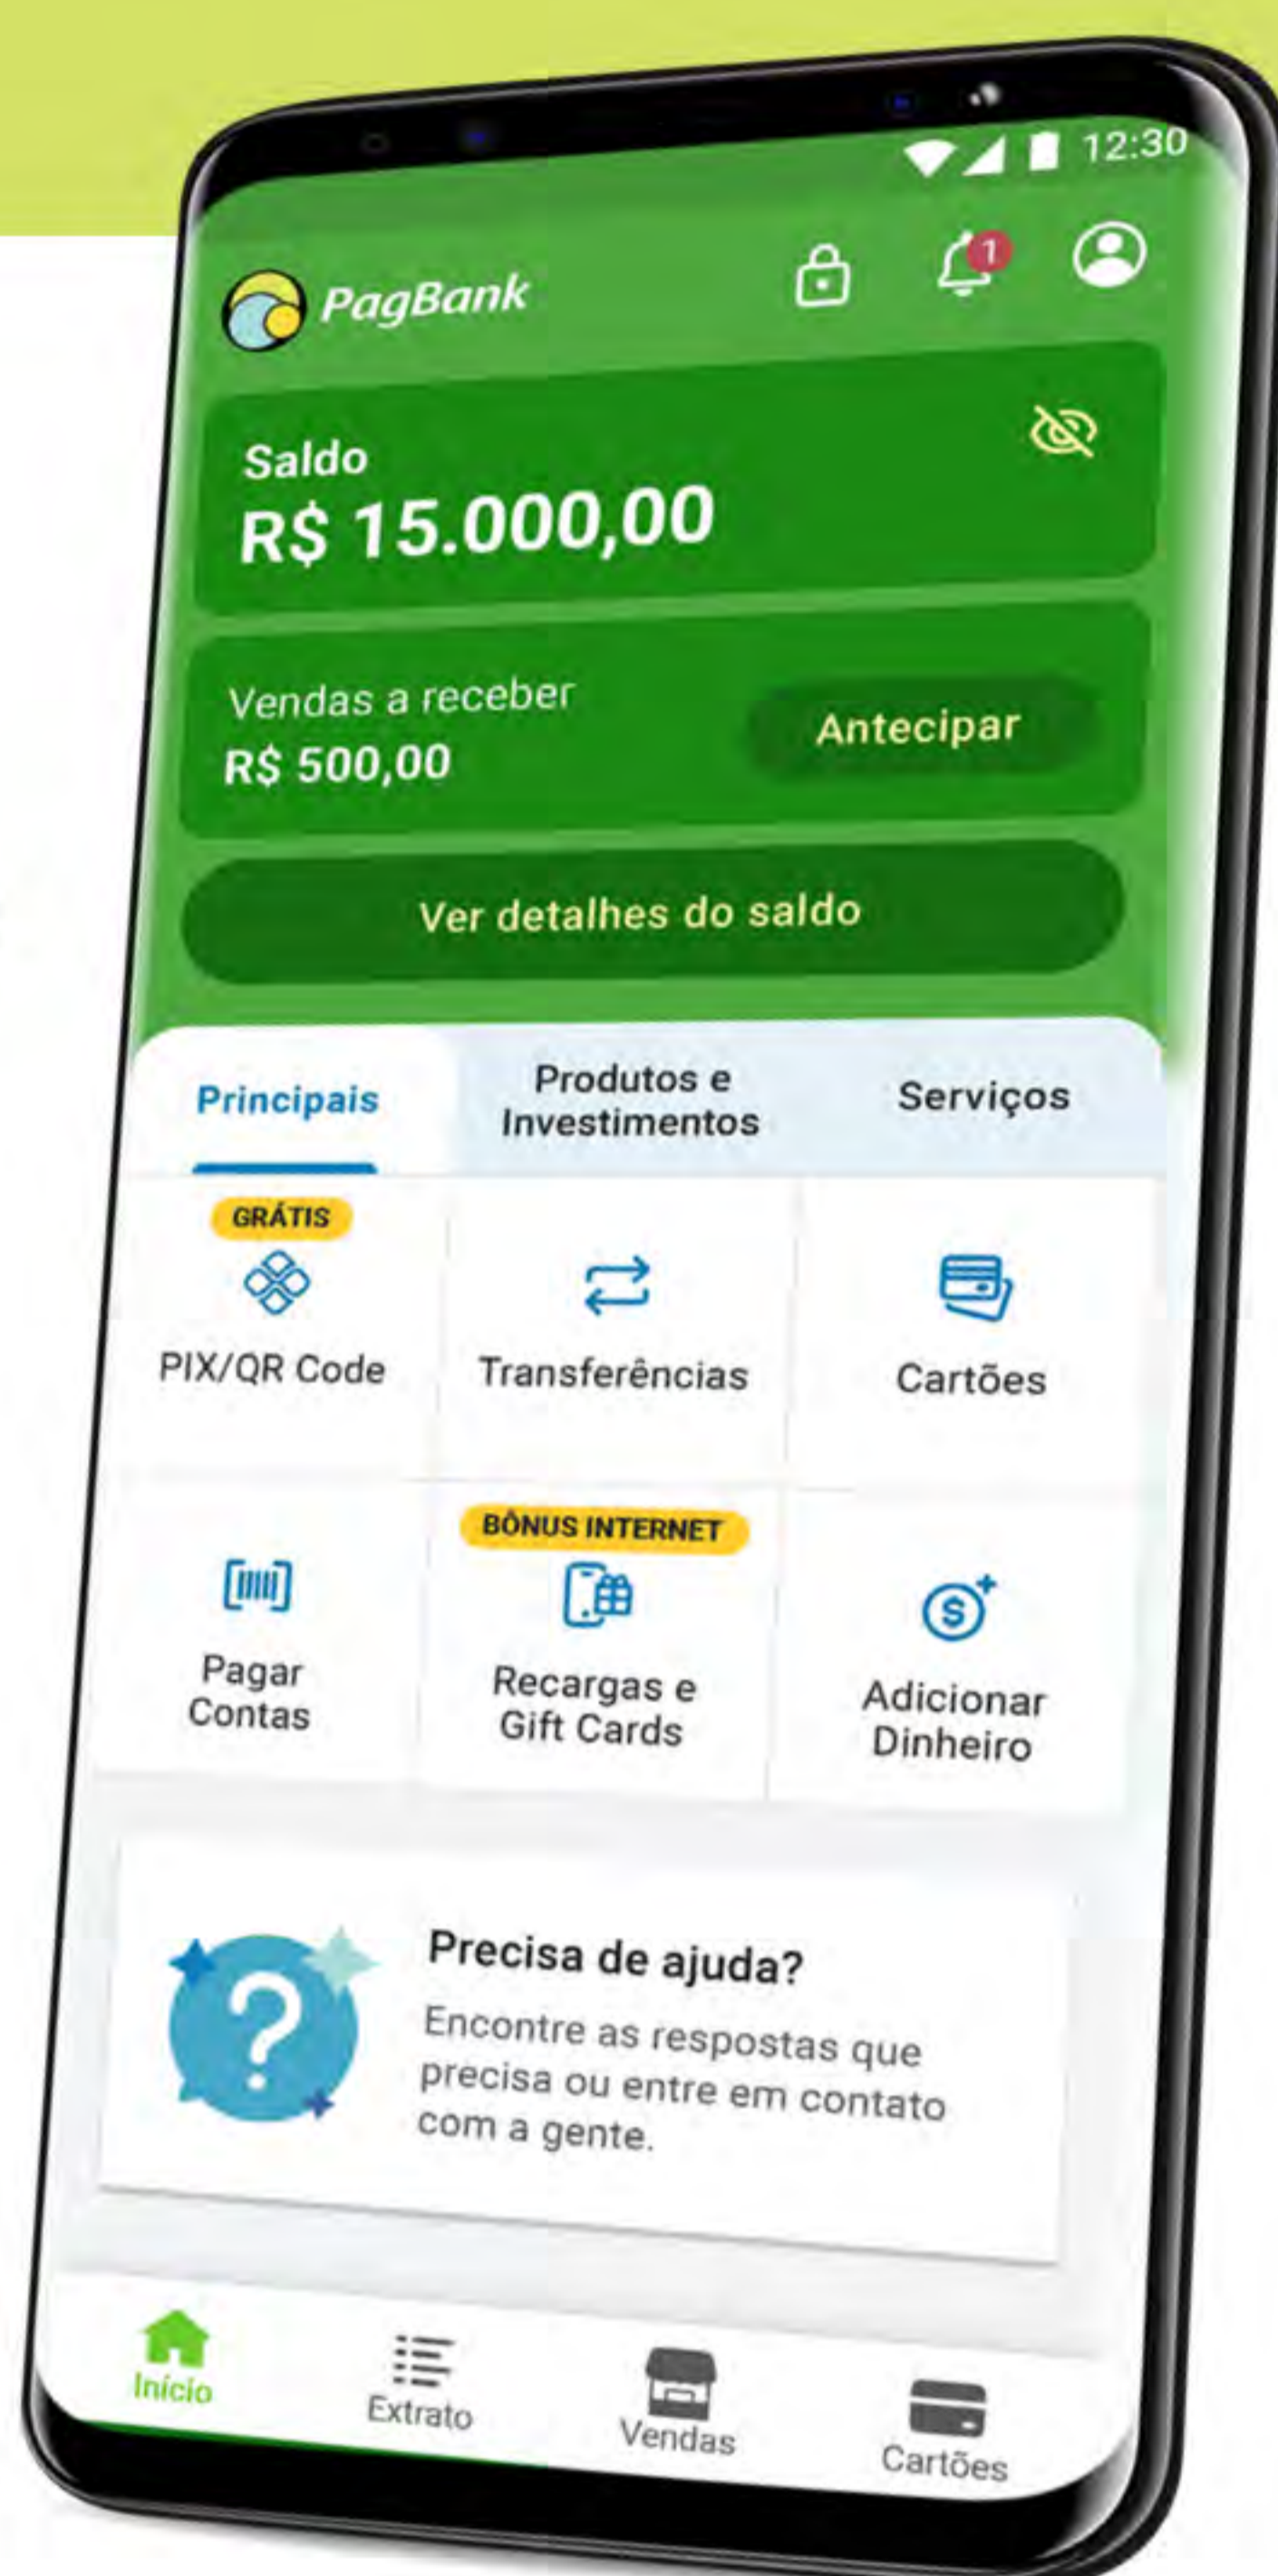 12:30
PagBank
1
Saldo
R$ 15.000,00
Vendas a receber
R$ 500,00
Antecipar
Ver detalhes do saldo
Principais
Produtos e
Investimentos
Serviços
GRÁTIS
PIX/QR Code
Transferências
Cartões
BÔNUS INTERNET
Pagar
Contas
Recargas e
Gift Cards
Adicionar
Dinheiro
Precisa de ajuda?
Encontre as respostas que
precisa ou entre em contato
com a gente.
Início
Extrato
Vendas
Cartões